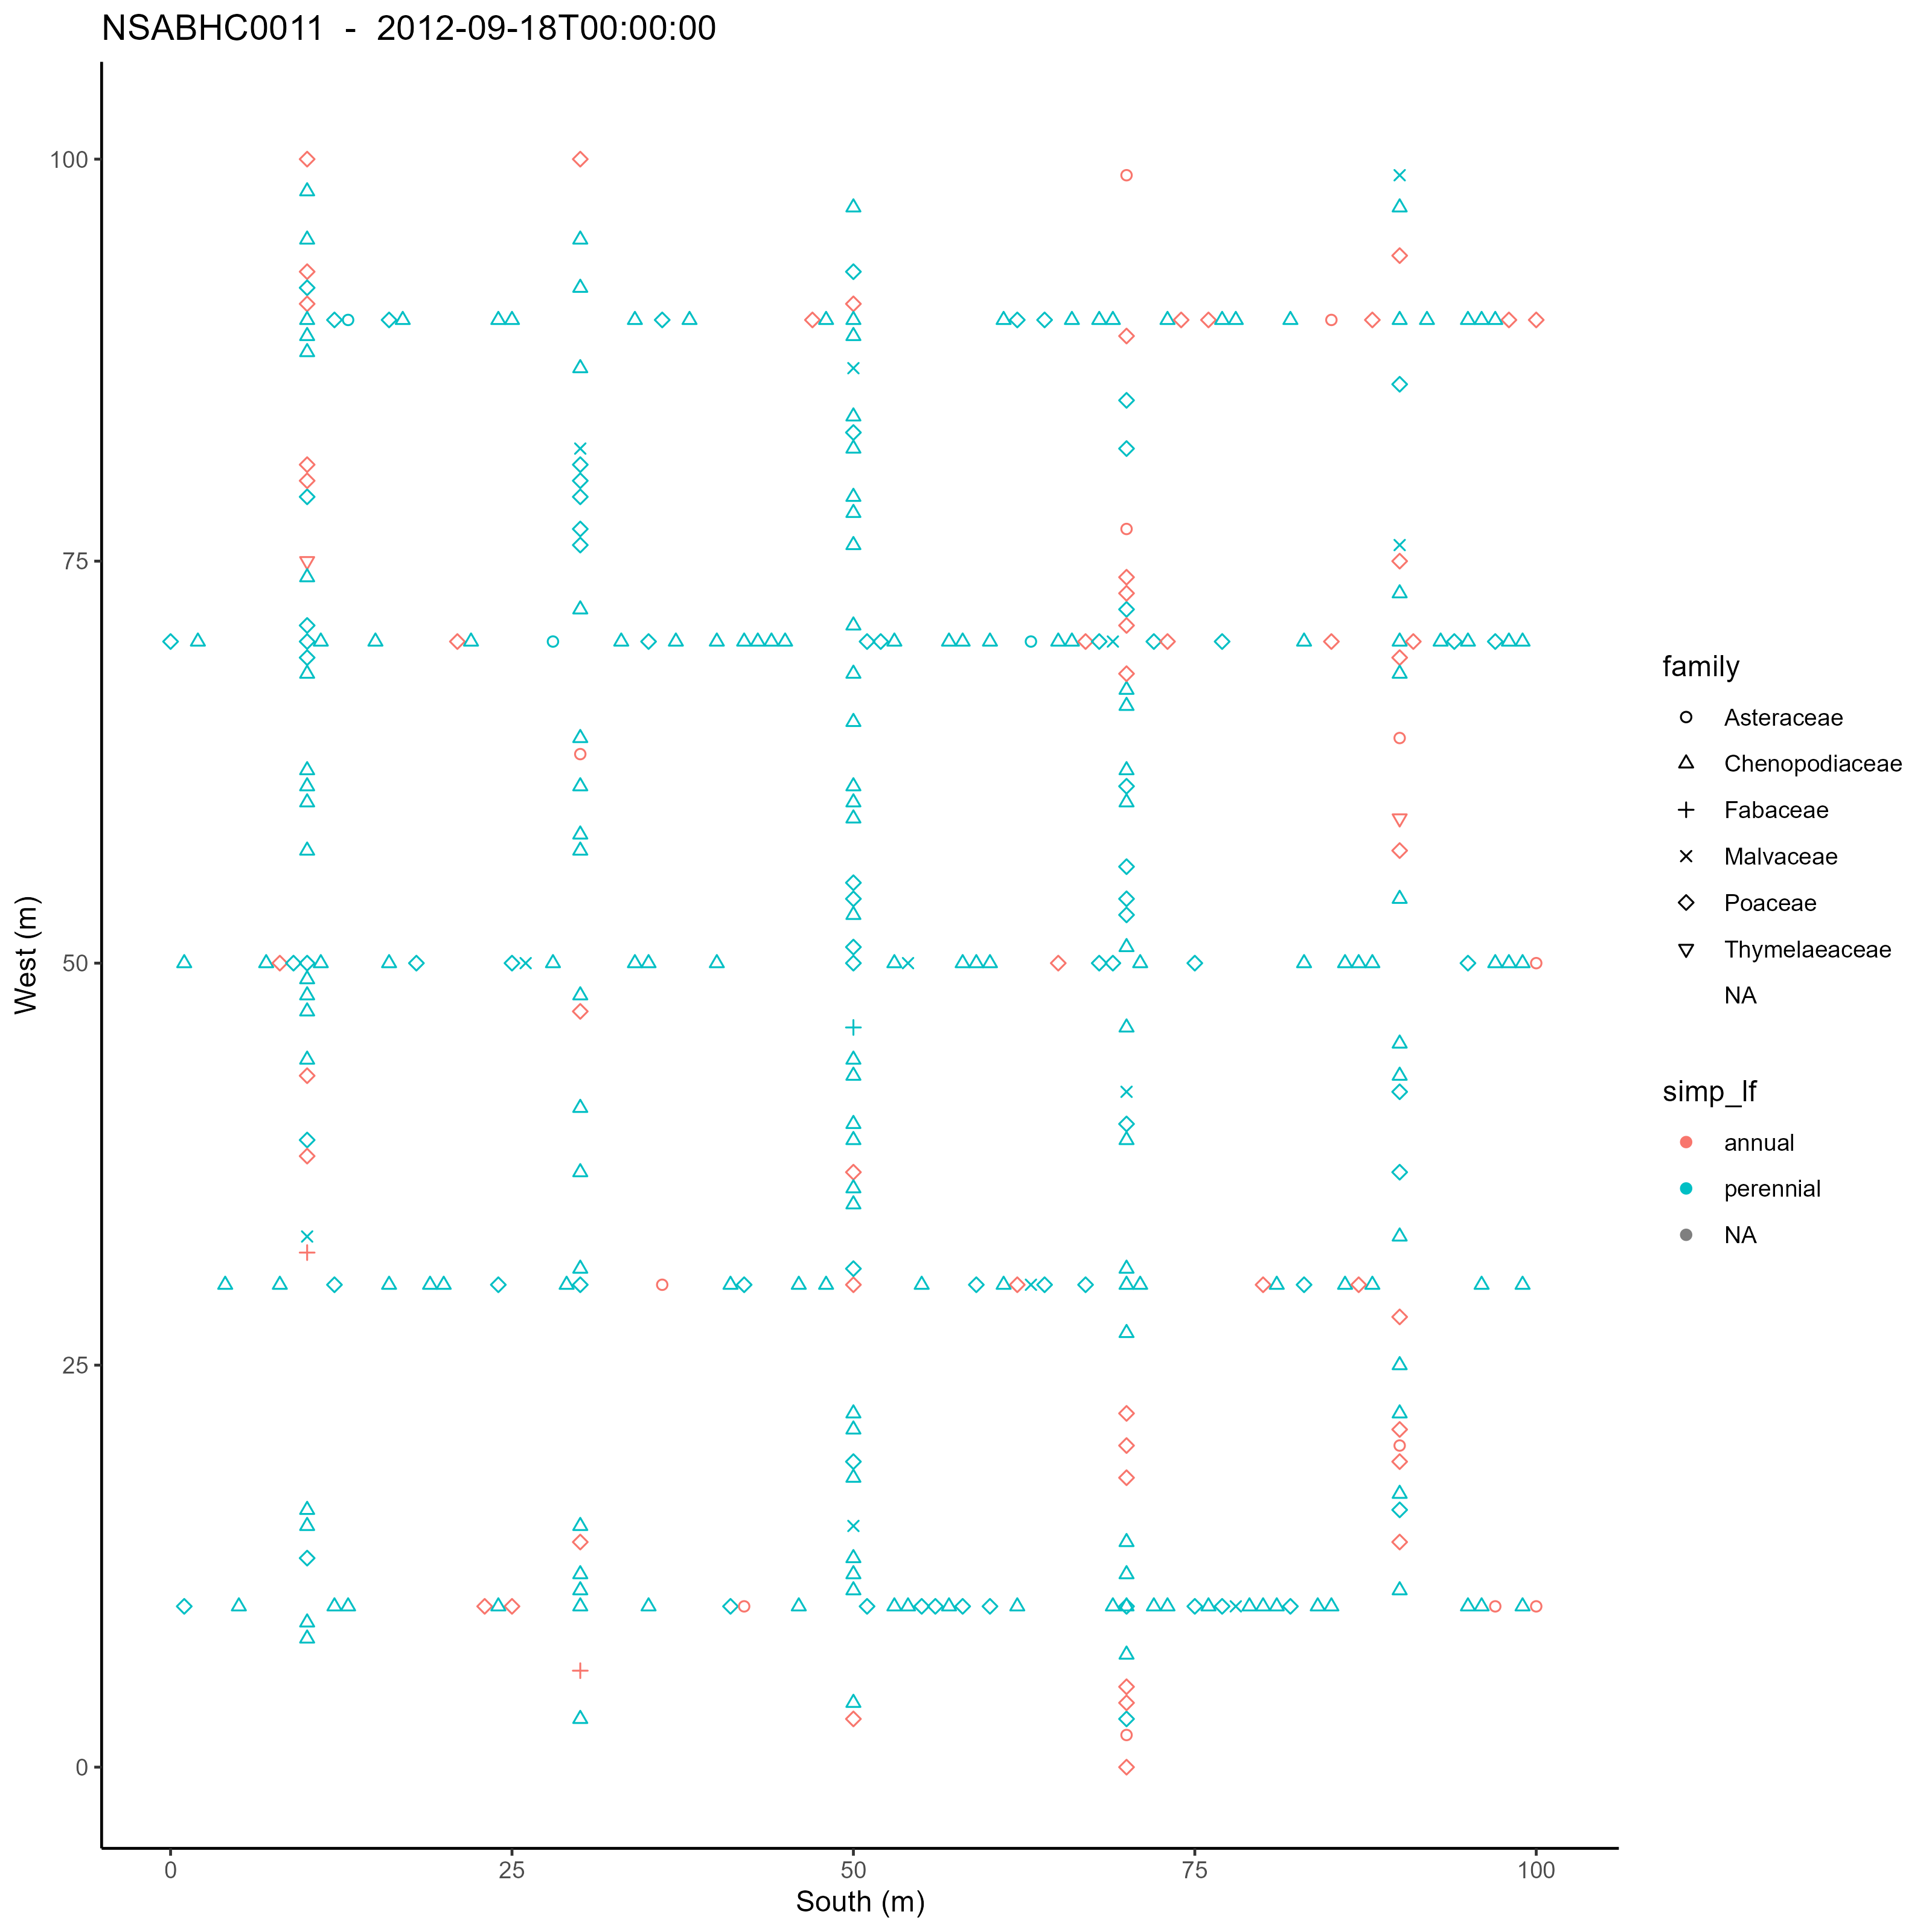 NSABHC0011 - 2012-09-18T00:00:00
100
75
50
25
0
West (m)
0 25 50 75 100
South (m)
family
Asteraceae
Chenopodiaceae
Fabaceae
Malvaceae
Poaceae
Thymelaeaceae
NA
simp_lf
annual
perennial
NA